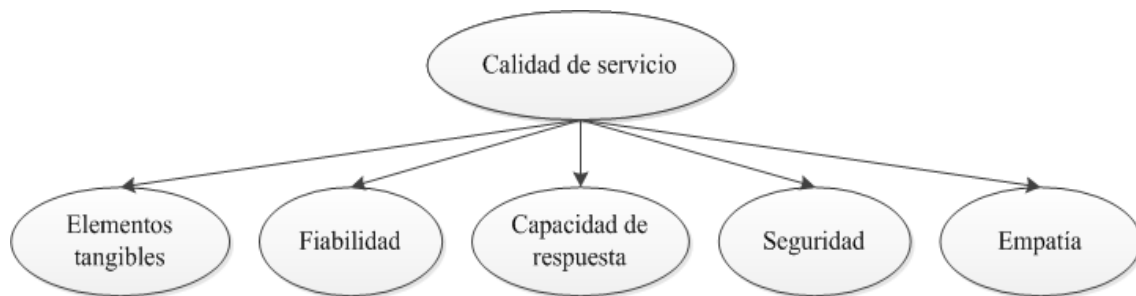 Calidad de servicio
Elementos
tangibles
Fiabilidad
Capacidad de
respuesta
Seguridad
Empatía